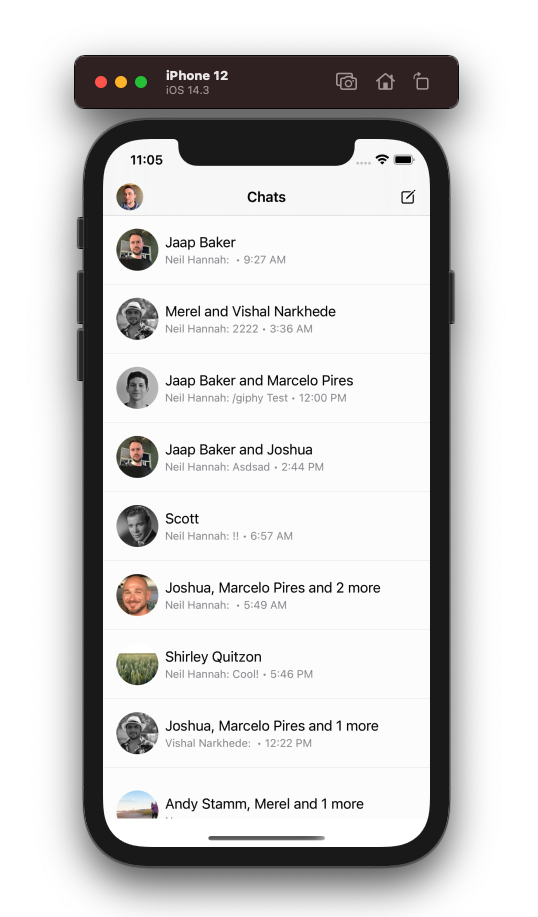 iPhone 12
iOS 14.3
11:05
Chats
Jaap Baker
Neil Hannah: • 9:27 AM
Merel and Vishal Narkhede
Neil Hannah: 2222 • 3:36 AM
Jaap Baker and Marcelo Pires
Neil Hannah: /giphy Test • 12:00 PM
Jaap Baker and Joshua
Neil Hannah: Asdsad • 2:44 PM
Scott
Neil Hannah: !! • 6:57 AM
Joshua, Marcelo Pires and 2 more
Neil Hannah: • 5:49 AM
Shirley Quitzon
Neil Hannah: Cool! • 5:46 PM
Joshua, Marcelo Pires and 1 more
Vishal Narkhede: • 12:22 PM
Andy Stamm, Merel and 1 more